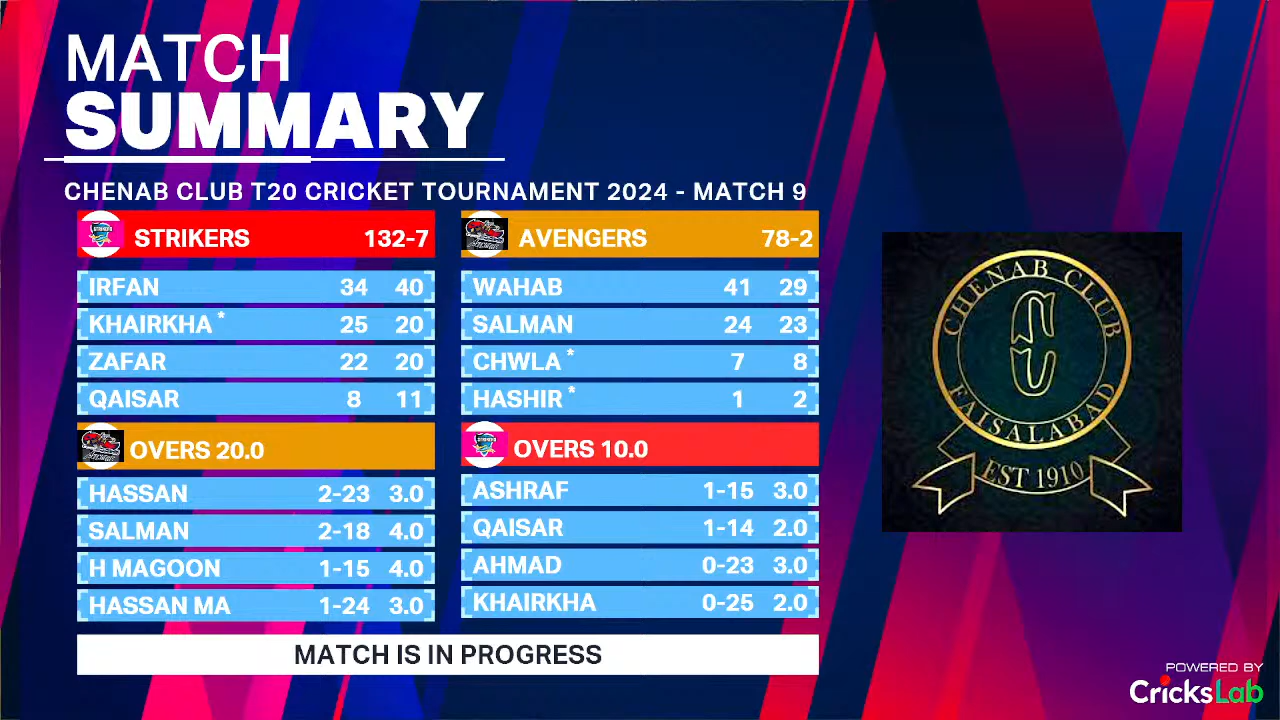 MATCH
SUMMARY
CHENAB CLUB T20 CRICKET TOURNAMENT 2024 - MATCH 9
STRIKERS 132-7
IRFAN 34 40
KHAIRKHA * 25 20
ZAFAR 22 20
QAISAR 8 11
OVERS 20.0
HASSAN 2-23 3.0
SALMAN 2-18 4.0
H MAGOON 1-15 4.0
HASSAN MA 1-24 3.0
AVENGERS 78-2
WAHAB 41 29
SALMAN 24 23
CHWLA * 7 8
HASHIR * 1 2
OVERS 10.0
ASHRAF 1-15 3.0
QAISAR 1-14 2.0
AHMAD 0-23 3.0
KHAIRKHA 0-25 2.0
MATCH IS IN PROGRESS
CHENAB CLUB
FAISALABAD
EST 1910
POWERED BY
CricksLab